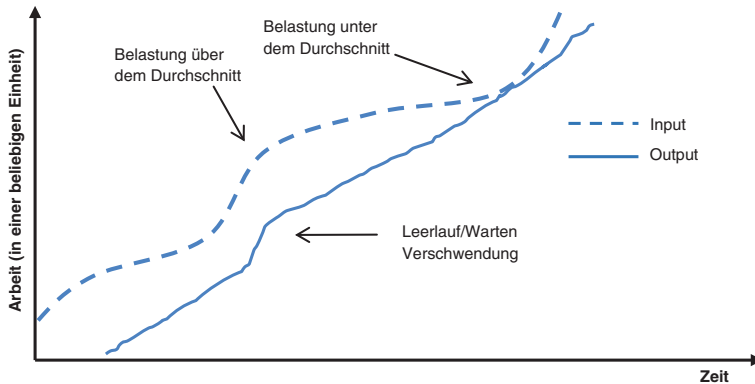 Belastung unter
dem Durchschnitt
Belastung über
dem Durchschnitt
Input
Output
Leerlauf/Warten
Verschwendung
Arbeit (in einer beliebigen Einheit)
Zeit